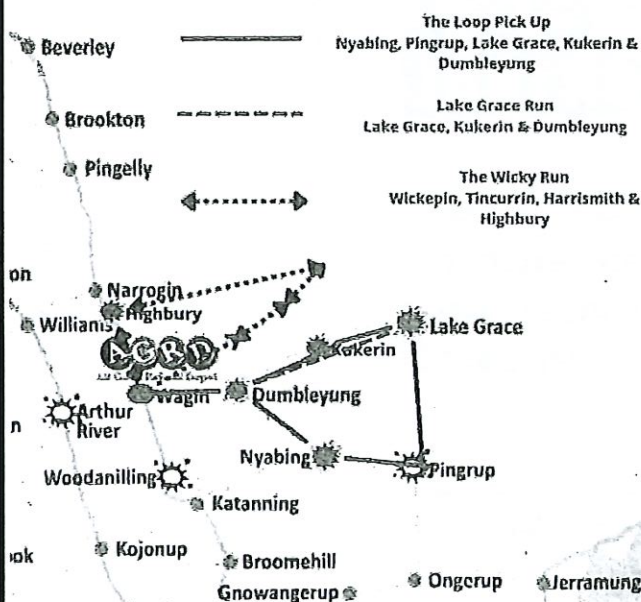 The Loop Pick Up
Nyabing, Pingrup, Lake Grace, Kukerin &
Dumbleyung
Lake Grace Run
Lake Grace, Kukerin & Dumbleyung
The Wicky Run
Wickepin, Tincurrin, Harrismith &
Highbury
Beverley
Brookton
Pingelly
on
Narrogin
Highbury
Williams
AGRD
Kukerin
Lake Grace
Wagin
Dumbleyung
Arthur
River
n
Nyabing
Pingrup
Woodanilling
Katanning
ok
Kojonup
Broomehill
Gnowangerup
Ongerup
Jerramung